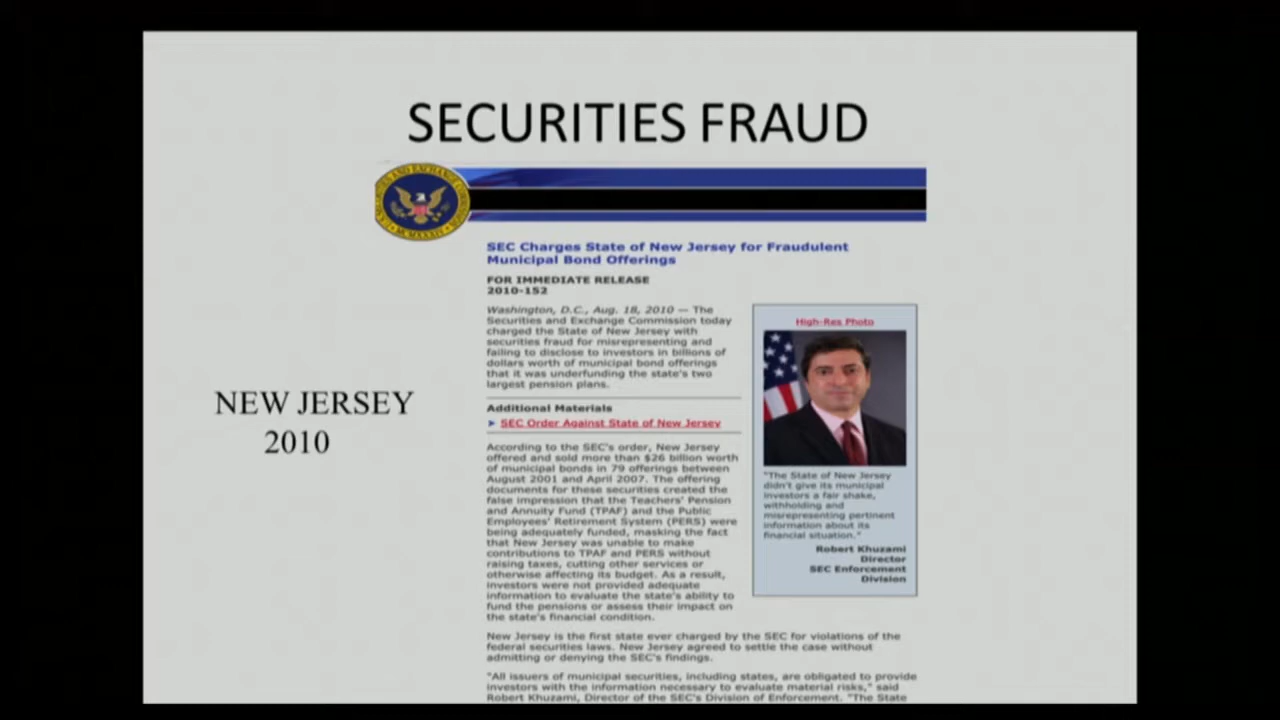 SECURITIES FRAUD
U.S. SECURITIES AND EXCHANGE COMMISSION
MCMXXXIV
NEW JERSEY
2010
SEC Charges State of New Jersey for Fraudulent
Municipal Bond Offerings
FOR IMMEDIATE RELEASE
2010-152
Washington, D.C., Aug. 18, 2010 — The
Securities and Exchange Commission today
charged the State of New Jersey with
securities fraud for misrepresenting and
failing to disclose to investors in billions of
dollars worth of municipal bond offerings
that it was underfunding the state's two
largest pension plans.
Additional Materials
➤ SEC Order Against State of New Jersey
According to the SEC's order, New Jersey
offered and sold more than $26 billion worth
of municipal bonds in 79 offerings between
August 2001 and April 2007. The offering
documents for these securities created the
false impression that the Teachers' Pension
and Annuity Fund (TPAF) and the Public
Employees' Retirement System (PERS) were
being adequately funded, masking the fact
that New Jersey was unable to make
contributions to TPAF and PERS without
raising taxes, cutting other services or
otherwise affecting its budget. As a result,
investors were not provided adequate
information to evaluate the state's ability to
fund the pensions or assess their impact on
the state's financial condition.
High-Res Photo
"The State of New Jersey
didn't give its municipal
investors a fair shake,
withholding and
misrepresenting pertinent
information about its
financial situation."
Robert Khuzami
Director
SEC Enforcement
Division
New Jersey is the first state ever charged by the SEC for violations of the
federal securities laws. New Jersey agreed to settle the case without
admitting or denying the SEC's findings.
"All issuers of municipal securities, including states, are obligated to provide
investors with the information necessary to evaluate material risks," said
Robert Khuzami, Director of the SEC's Division of Enforcement. "The State